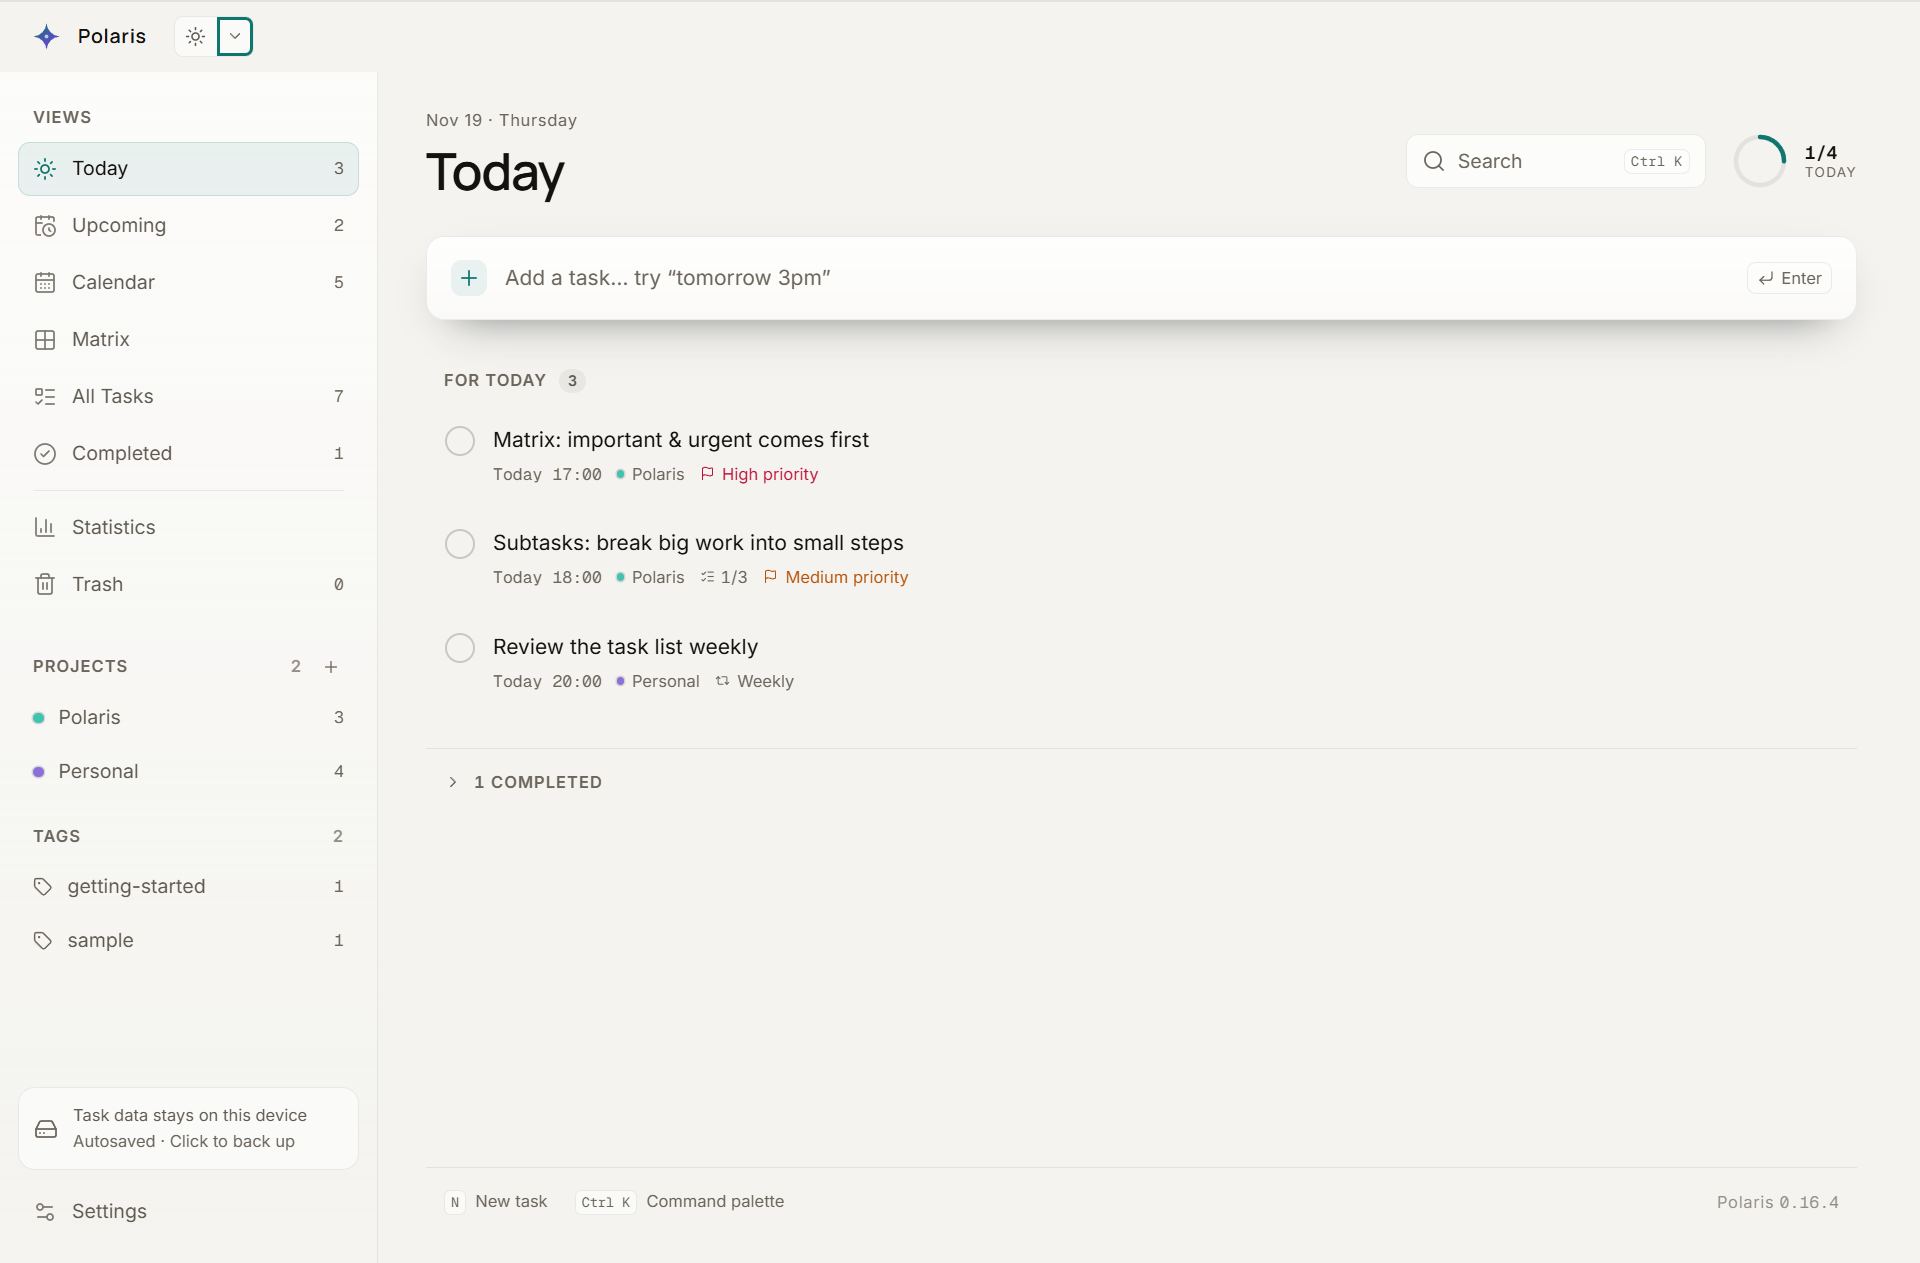 Polaris
VIEWS
Today 3
Upcoming 2
Calendar 5
Matrix
All Tasks 7
Completed 1
Statistics
Trash 0
PROJECTS 2
Polaris 3
Personal 4
TAGS 2
getting-started 1
sample 1
Task data stays on this device
Autosaved · Click to back up
Settings
Nov 19 · Thursday
Today
Search Ctrl K
1/4
TODAY
Add a task... try “tomorrow 3pm” Enter
FOR TODAY 3
Matrix: important & urgent comes first
Today 17:00 Polaris High priority
Subtasks: break big work into small steps
Today 18:00 Polaris 1/3 Medium priority
Review the task list weekly
Today 20:00 Personal Weekly
1 COMPLETED
N New task Ctrl K Command palette
Polaris 0.16.4